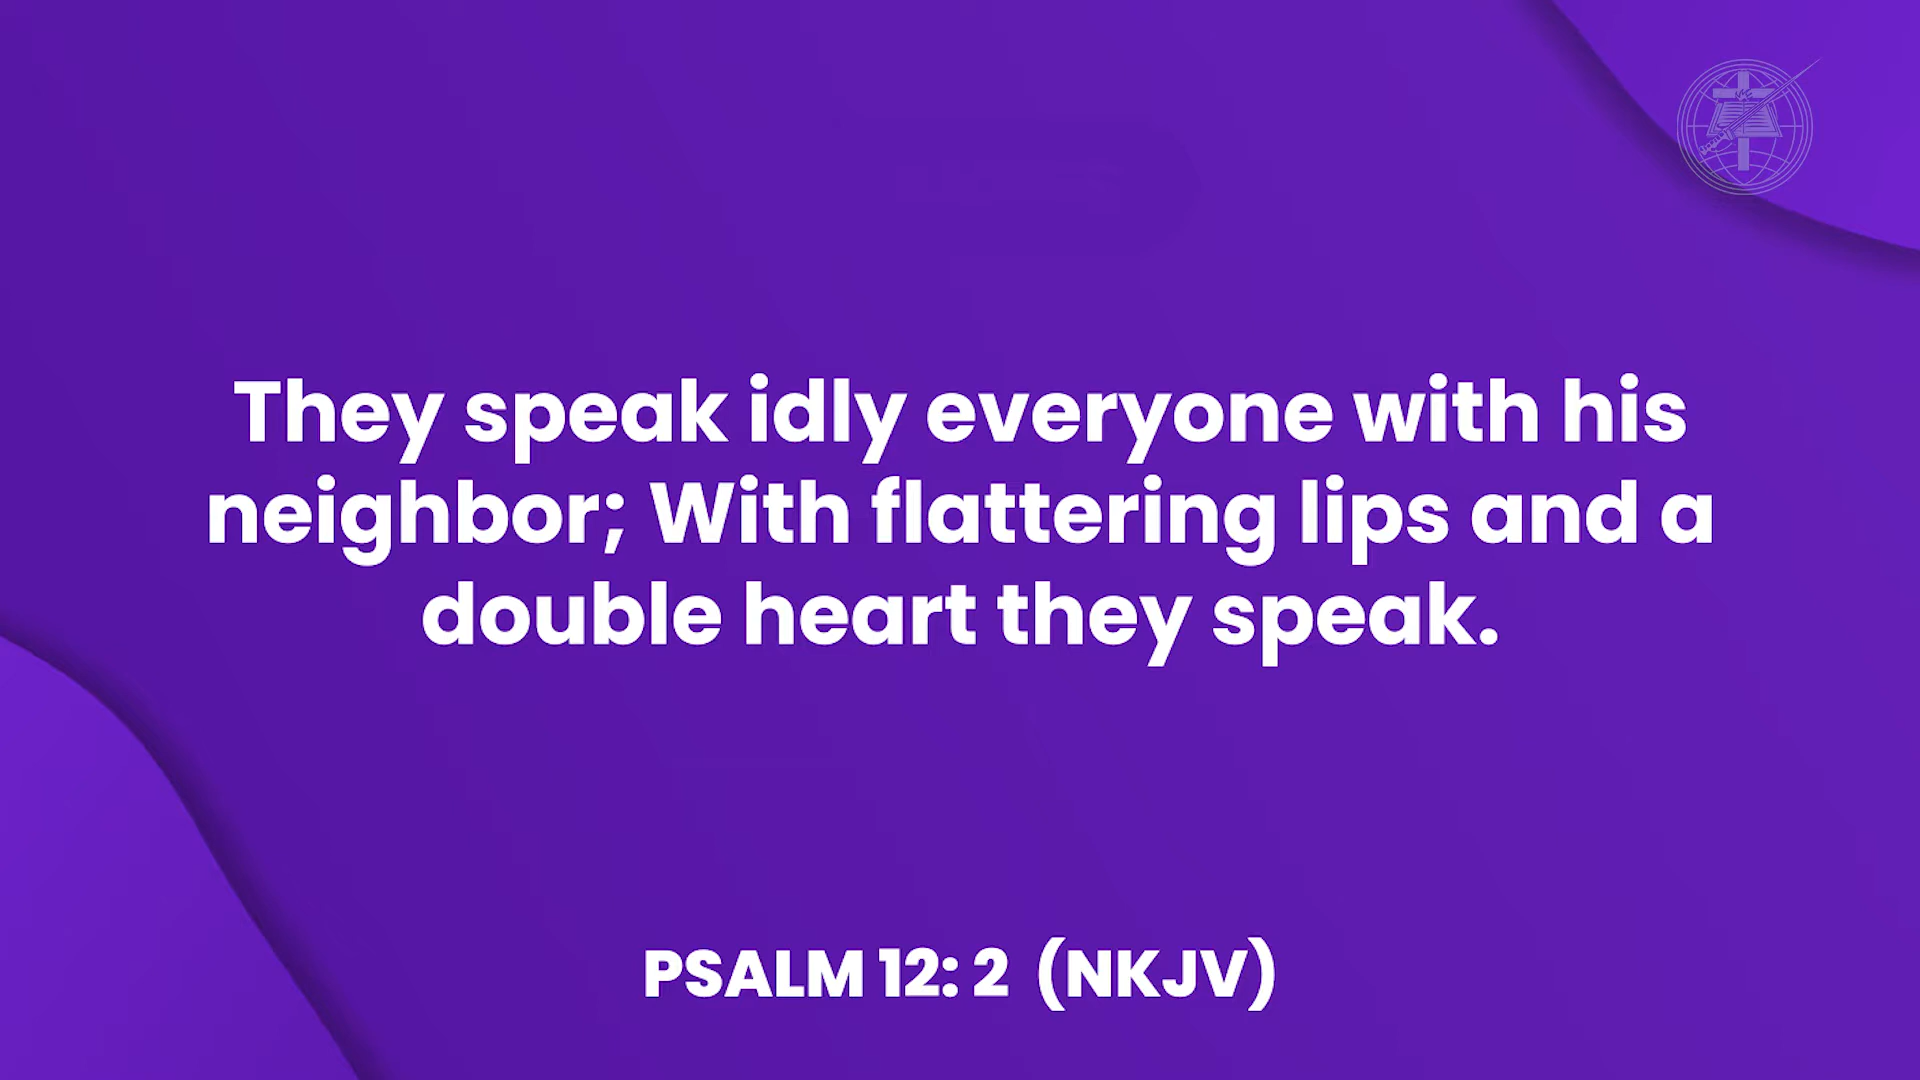 They speak idly everyone with his
neighbor; With flattering lips and a
double heart they speak.
PSALM 12: 2 (NKJV)